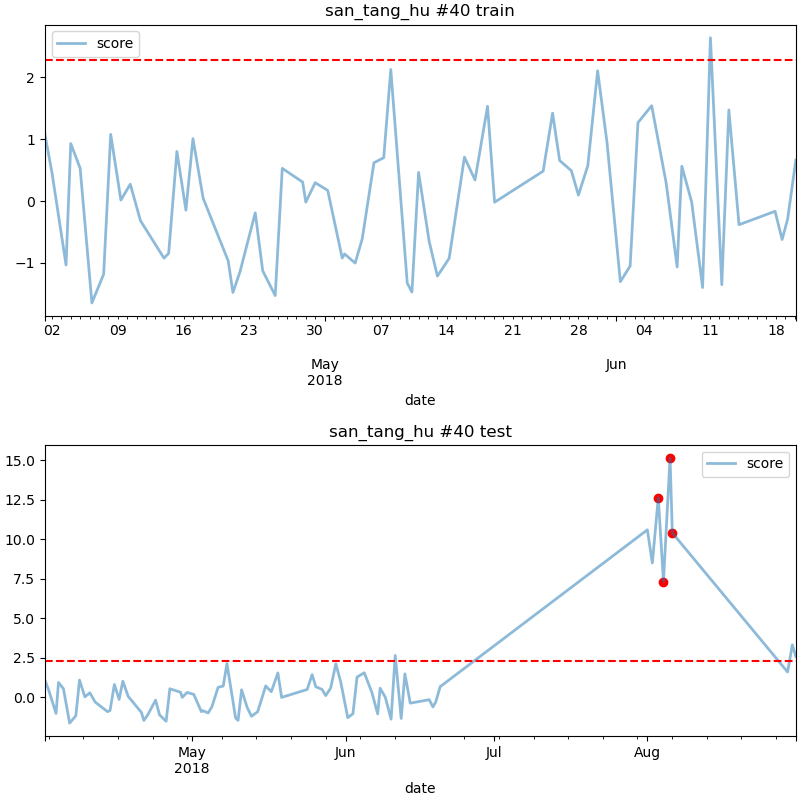 san_tang_hu #40 train
score
2
1
0
−1
02 09 16 23 30 07 14 21 28 04 11 18
May Jun
2018
date
san_tang_hu #40 test
score
15.0
12.5
10.0
7.5
5.0
2.5
0.0
May Jun Jul Aug
2018
date